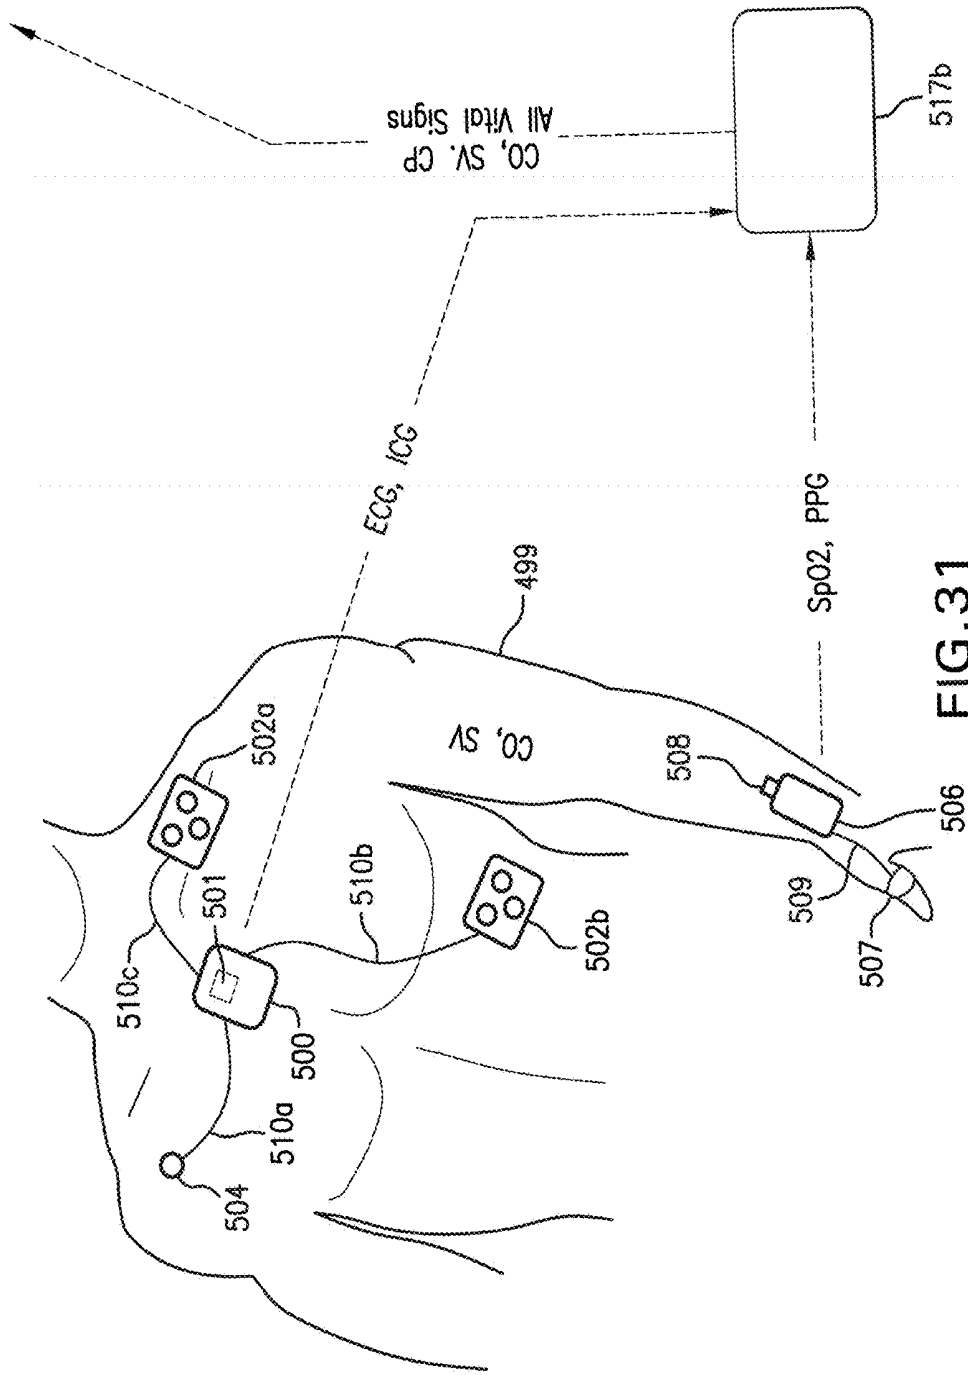 CO, SV. CP
All Vital Signs
517b
ECG, ICG
SpO2, PPG
499
CO, SV
502a
501
510c
510b
500
510a
504
502b
508
506
509
507
FIG.31